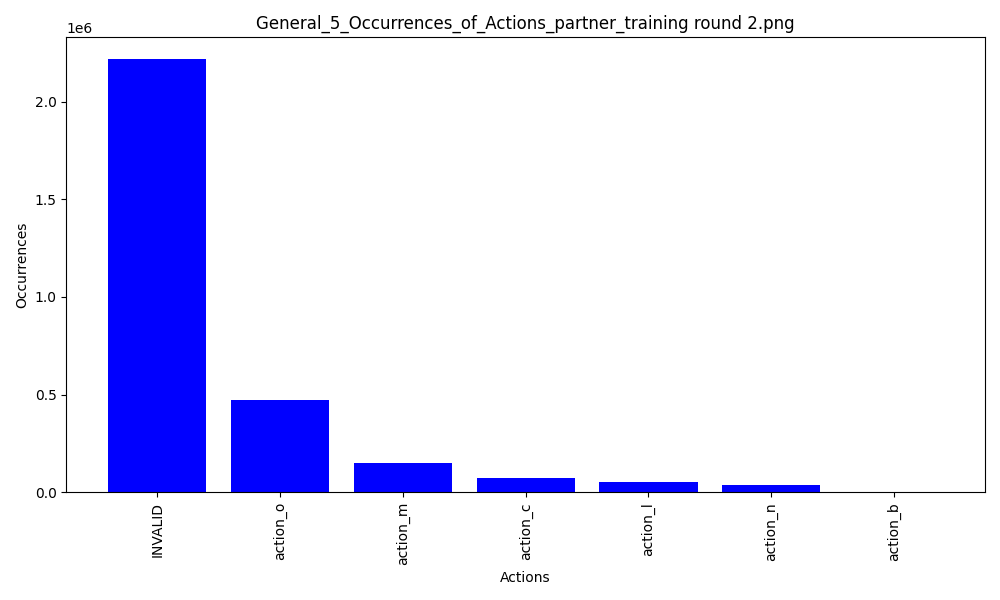 General_5_Occurrences_of_Actions_partner_training round 2.png
1e6
2.0
1.5
1.0
0.5
0.0
Occurrences
INVALID
action_o
action_m
action_c
action_l
action_n
action_b
Actions